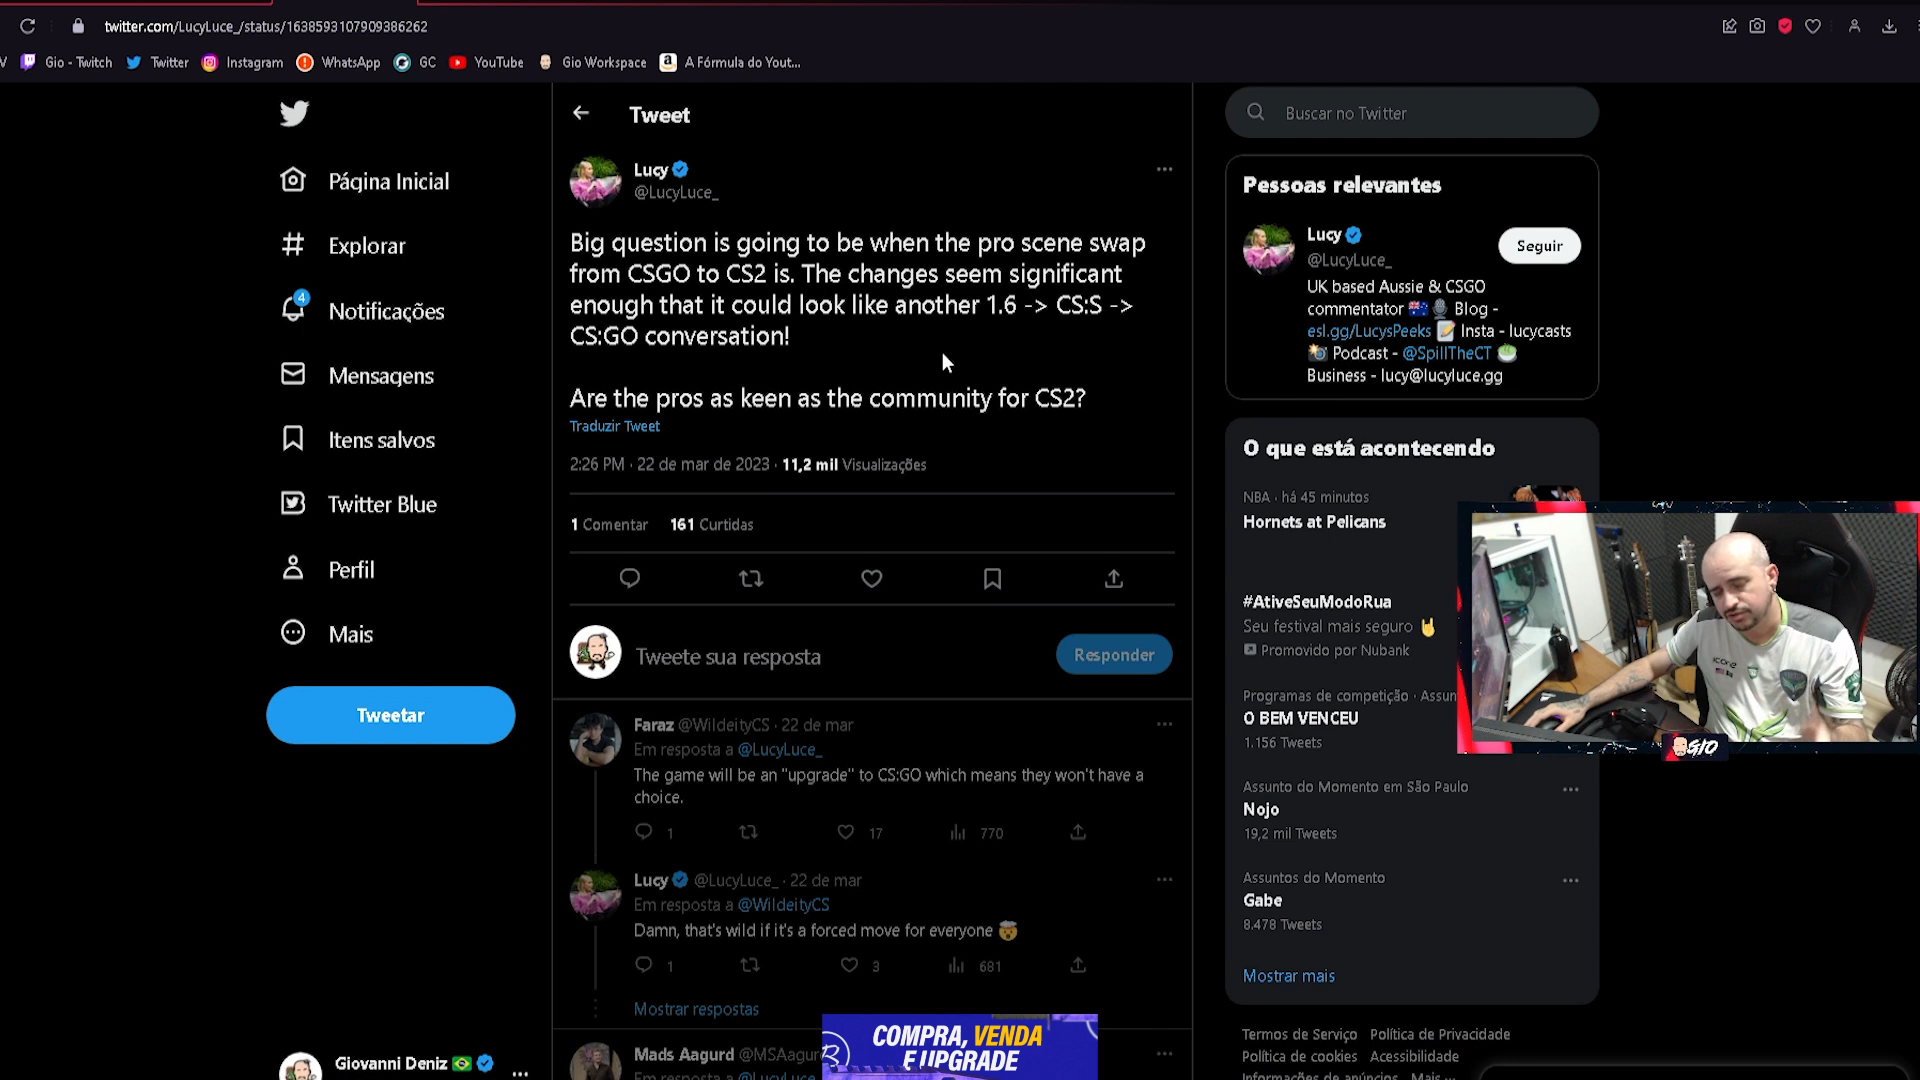 twitter.com/LucyLuce_/status/1638593107909386262
V Gio - Twitch Twitter Instagram WhatsApp GC YouTube Gio Workspace A Fórmula do Yout...
Página Inicial
Explorar
4
Notificações
Mensagens
Itens salvos
Twitter Blue
Perfil
Mais
Tweetar
Giovanni Deniz
Tweet
Lucy
@LucyLuce_
Big question is going to be when the pro scene swap
from CSGO to CS2 is. The changes seem significant
enough that it could look like another 1.6 -> CS:S ->
CS:GO conversation!
Are the pros as keen as the community for CS2?
Traduzir Tweet
2:26 PM · 22 de mar de 2023 · 11,2 mil Visualizações
1 Comentar 161 Curtidas
Tweete sua resposta
Responder
Faraz @WildeityCS · 22 de mar
Em resposta a @LucyLuce_
The game will be an "upgrade" to CS:GO which means they won't have a
choice.
1 17 770
Lucy @LucyLuce_ · 22 de mar
Em resposta a @WildeityCS
Damn, that's wild if it's a forced move for everyone 🤯
1 3 681
Mostrar respostas
Mads Aagurd
Em resposta a @LucyLuce
COMPRA, VENDA
E UPGRADE
Buscar no Twitter
Pessoas relevantes
Lucy
@LucyLuce_
Seguir
UK based Aussie & CSGO
commentator 🇦🇺🎙️ Blog -
esl.gg/LucysPeeks 📝 Insta - lucycasts
📸 Podcast - @SpillTheCT 🍵
Business - lucy@lucyluce.gg
O que está acontecendo
NBA · há 45 minutos
Hornets at Pelicans
#AtiveSeuModoRua
Seu festival mais seguro 🤘
Promovido por Nubank
Programas de competição · Assun
O BEM VENCEU
1.156 Tweets
Assunto do Momento em São Paulo
Nojo
19,2 mil Tweets
Assuntos do Momento
Gabe
8.478 Tweets
Mostrar mais
Termos de Serviço Política de Privacidade
Política de cookies Acessibilidade
Informações de anúncios Mais ...
GIO